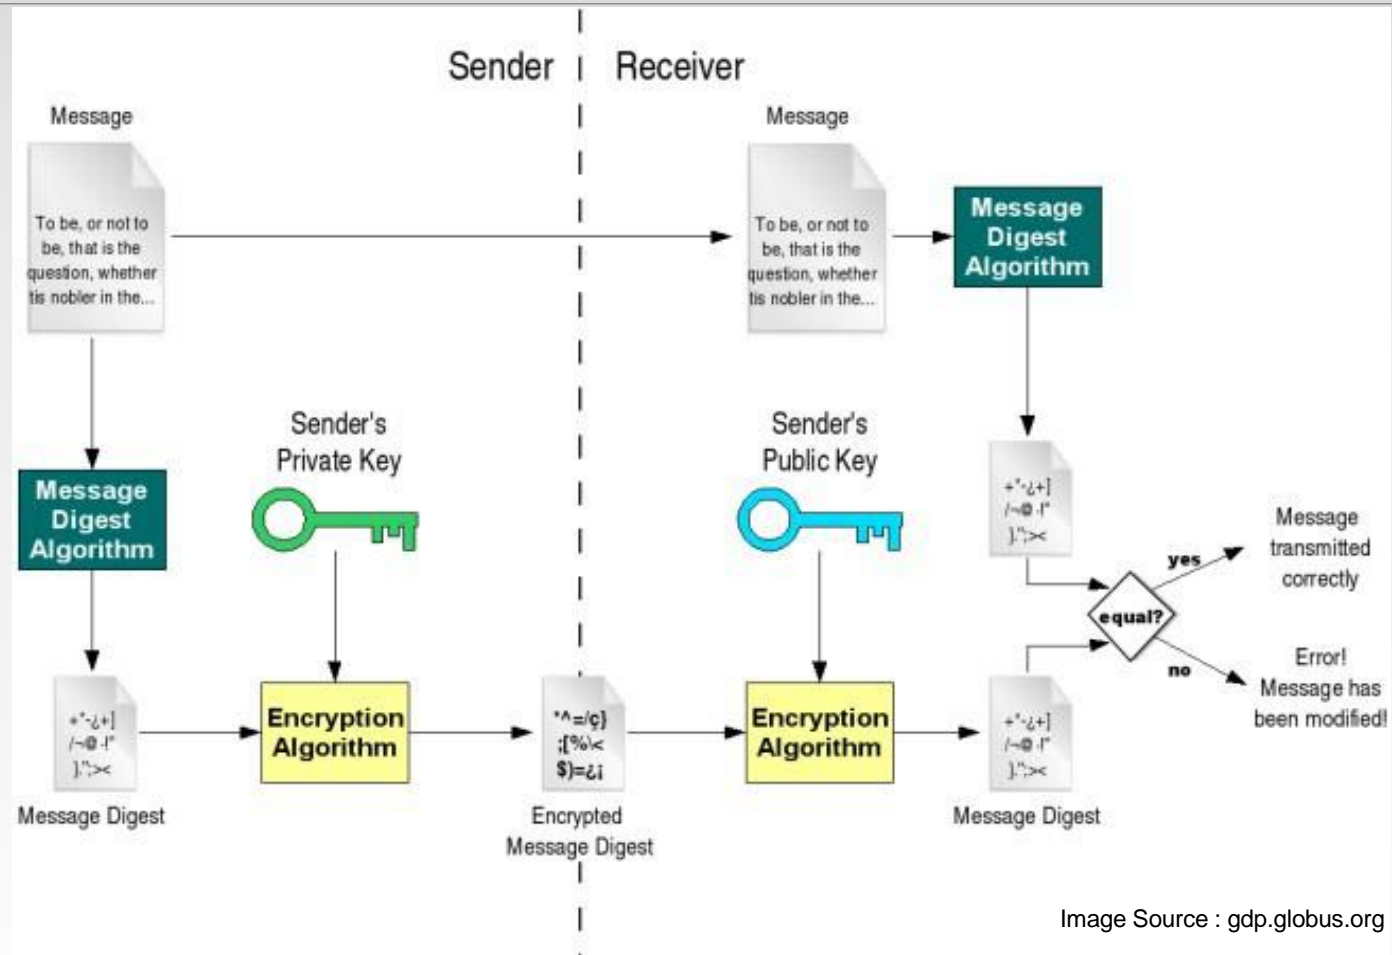 Sender
Receiver
Message
To be, or not to
be, that is the
question, whether
tis nobler in the...
Message
To be, or not to
be, that is the
question, whether
tis nobler in the...
Message
Digest
Algorithm
Sender's
Private Key
Sender's
Public Key
Message
Digest
Algorithm
+*-¿+]
/¬@ -!"
}.";><
yes
Message
transmitted
correctly
equal?
no
Error!
Message has
been modified!
+*-¿+]
/¬@ -!"
}.";><
Message Digest
Encryption
Algorithm
*^=/ç}
;[%\<
$)=¿¡
Encrypted
Message Digest
Encryption
Algorithm
+*-¿+]
/¬@ -!"
}.";><
Message Digest
Image Source : gdp.globus.org